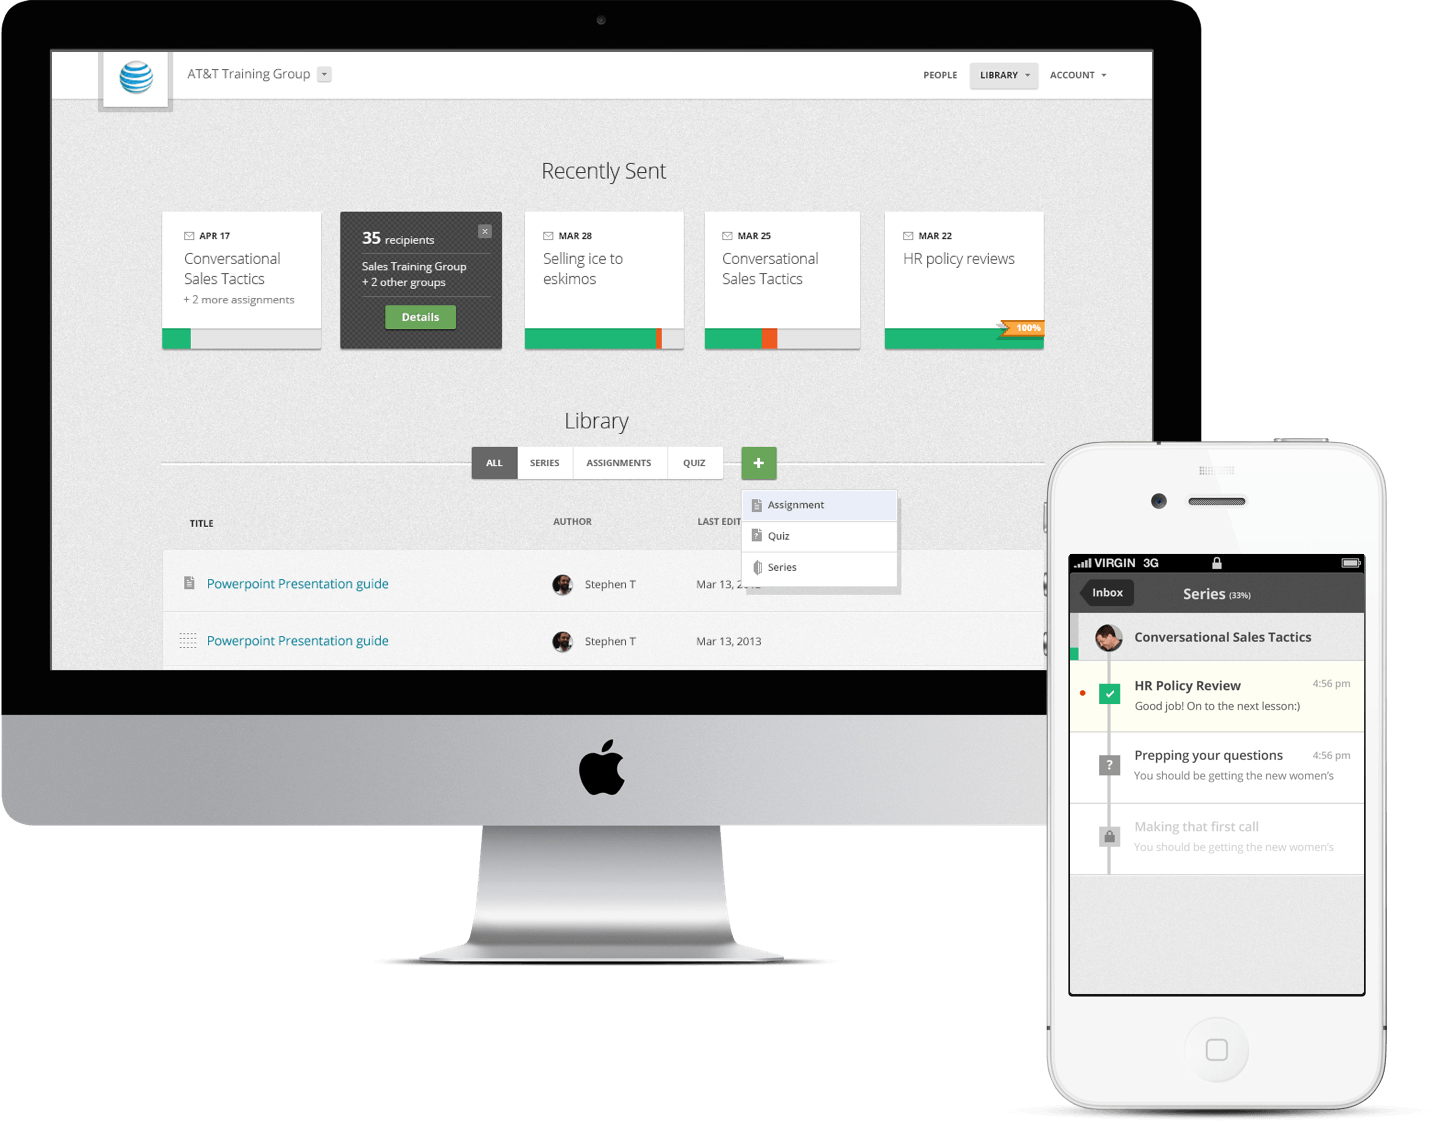 AT&T Training Group
PEOPLE
LIBRARY
ACCOUNT
Recently Sent
APR 17
Conversational
Sales Tactics
+ 2 more assignments
35 recipients
Sales Training Group
+ 2 other groups
Details
MAR 28
Selling ice to
eskimos
MAR 25
Conversational
Sales Tactics
MAR 22
HR policy reviews
100%
Library
ALL
SERIES
ASSIGNMENTS
QUIZ
+
Assignment
Quiz
Series
TITLE
AUTHOR
LAST EDIT
Powerpoint Presentation guide
Stephen T
Mar 13,
Powerpoint Presentation guide
Stephen T
Mar 13, 2013
VIRGIN 3G
Inbox
Series (33%)
Conversational Sales Tactics
HR Policy Review
4:56 pm
Good job! On to the next lesson:)
?
Prepping your questions
4:56 pm
You should be getting the new women's
Making that first call
You should be getting the new women's